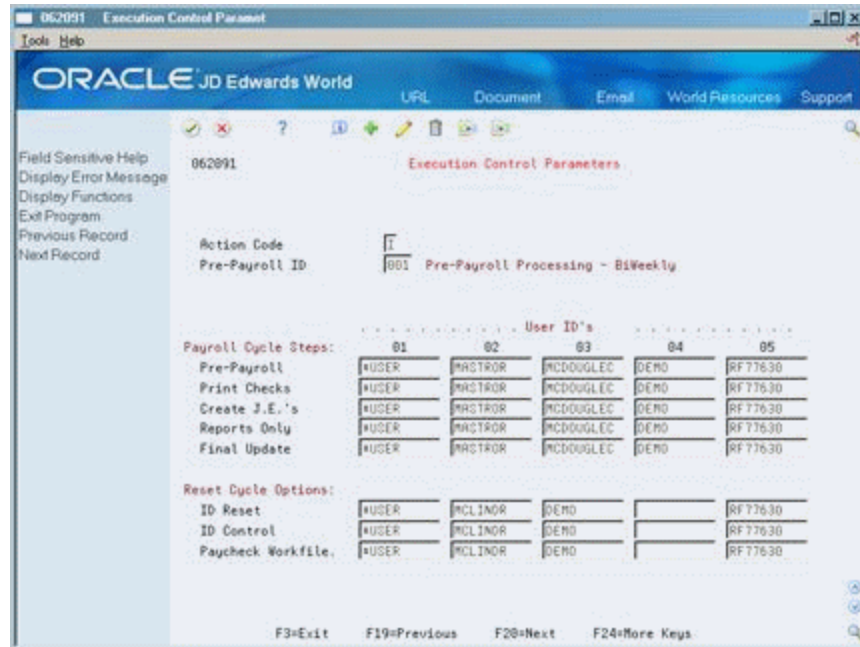 062091 Execution Control Paramet
Tools Help
ORACLE JD Edwards World
URL Document Email World Resources Support
Field Sensitive Help
Display Error Message
Display Functions
Exit Program
Previous Record
Next Record
062091 Execution Control Parameters
Action Code I
Pre-Payroll ID 001 Pre-Payroll Processing - BiWeekly
. . . . . . . . . . . User ID's . . . . . . . . . . .
Payroll Cycle Steps: 01 02 03 04 05
Pre-Payroll *USER MASTROR MCDOUGLEC DEMO RF77630
Print Checks *USER MASTROR MCDOUGLEC DEMO RF77630
Create J.E.'s *USER MASTROR MCDOUGLEC DEMO RF77630
Reports Only *USER MASTROR MCDOUGLEC DEMO RF77630
Final Update *USER MASTROR MCDOUGLEC DEMO RF77630
Reset Cycle Options:
ID Reset *USER MCLINOR DEMO RF77630
ID Control *USER MCLINOR DEMO RF77630
Paycheck Workfile. *USER MCLINOR DEMO RF77630
F3=Exit F19=Previous F20=Next F24=More Keys